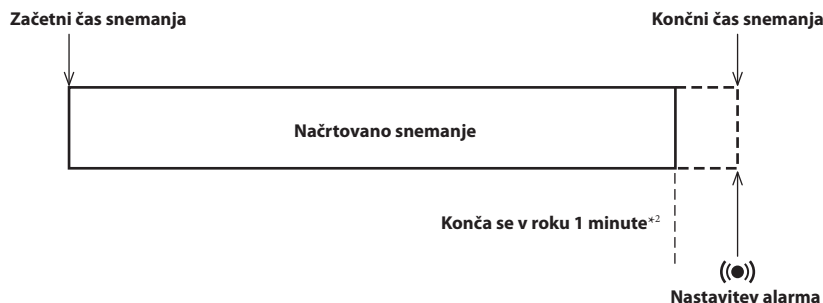 Začetni čas snemanja
Končni čas snemanja
Načrtovano snemanje
Konča se v roku 1 minute*2
Nastavitev alarma